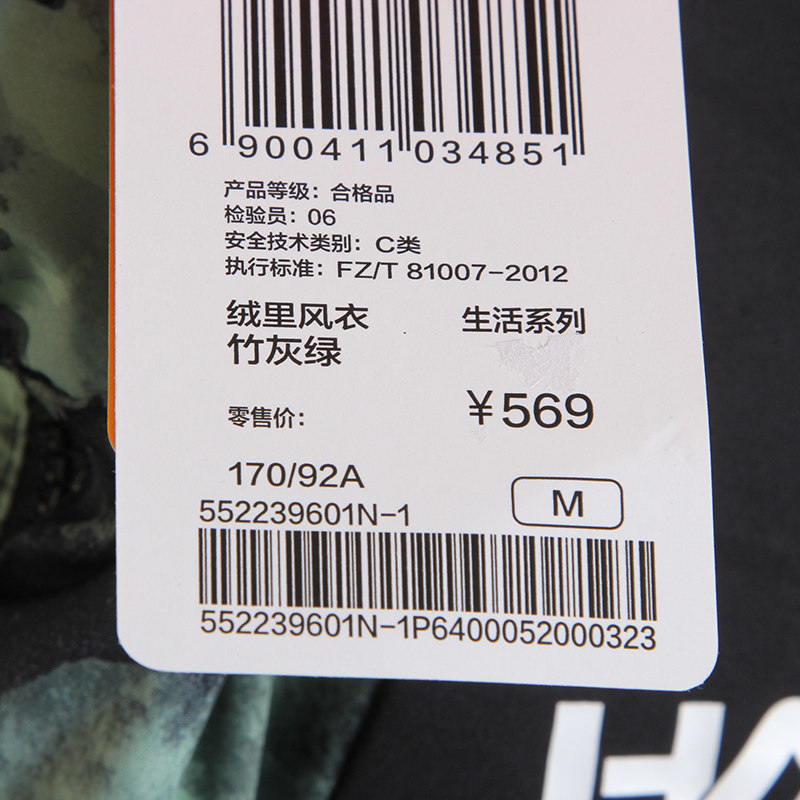 6 900411 034851
产品等级：合格品
检验员：06
安全技术类别：C类
执行标准：FZ/T 81007-2012
绒里风衣 生活系列
竹灰绿
零售价： ¥569
170/92A
552239601N-1 M
552239601N-1P6400052000323